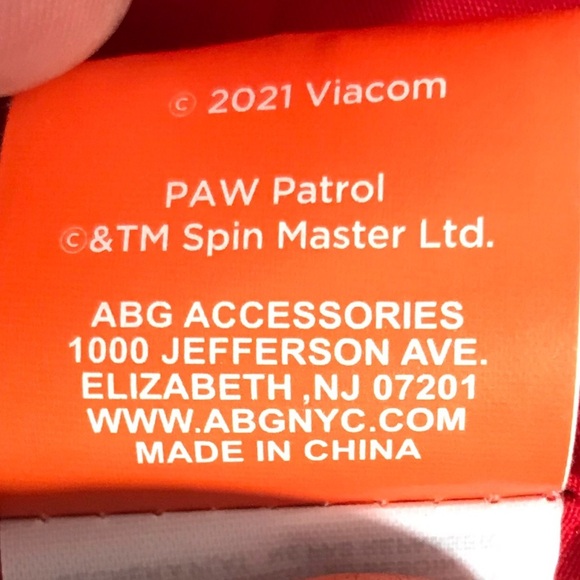 © 2021 Viacom
PAW Patrol
©&TM Spin Master Ltd.
ABG ACCESSORIES
1000 JEFFERSON AVE.
ELIZABETH ,NJ 07201
WWW.ABGNYC.COM
MADE IN CHINA